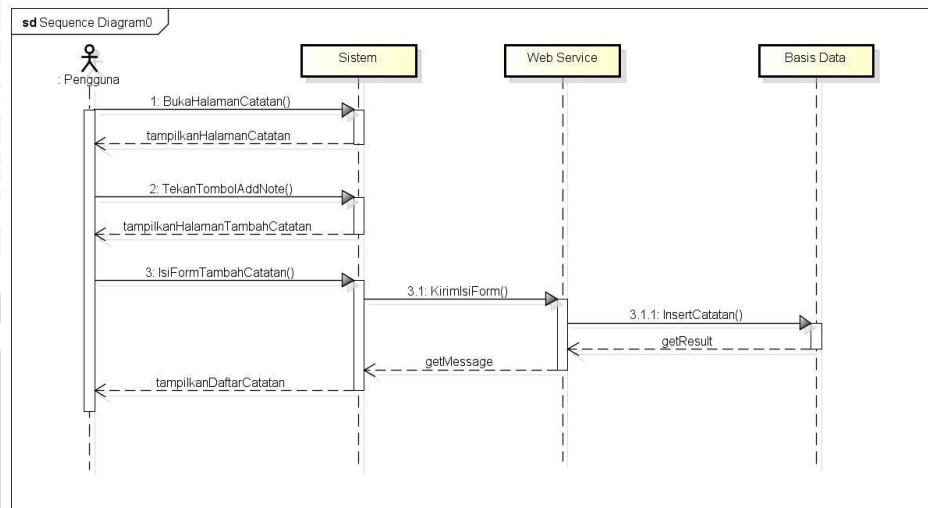 sd Sequence Diagram0
: Pengguna
Sistem
Web Service
Basis Data
1: BukaHalamanCatatan()
tampilkanHalamanCatatan
2: TekanTombolAddNote()
tampilkanHalamanTambahCatatan
3: IsiFormTambahCatatan()
3.1: KirimIsiForm()
3.1.1: InsertCatatan()
getResult
getMessage
tampilkanDaftarCatatan